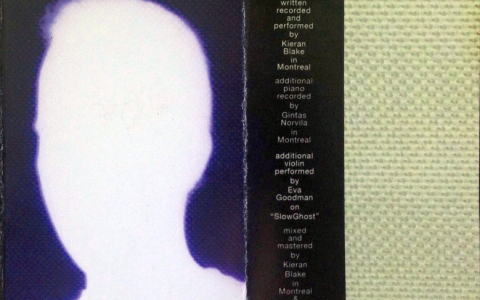 written
recorded
and
performed
by
Kieran
Blake
in
Montreal
additional
piano
recorded
by
Gintas
Norvila
in
Montreal
additional
violin
performed
by
Eva
Goodman
on
"SlowGhost"
mixed
and
mastered
by
Kieran
Blake
in
Montreal